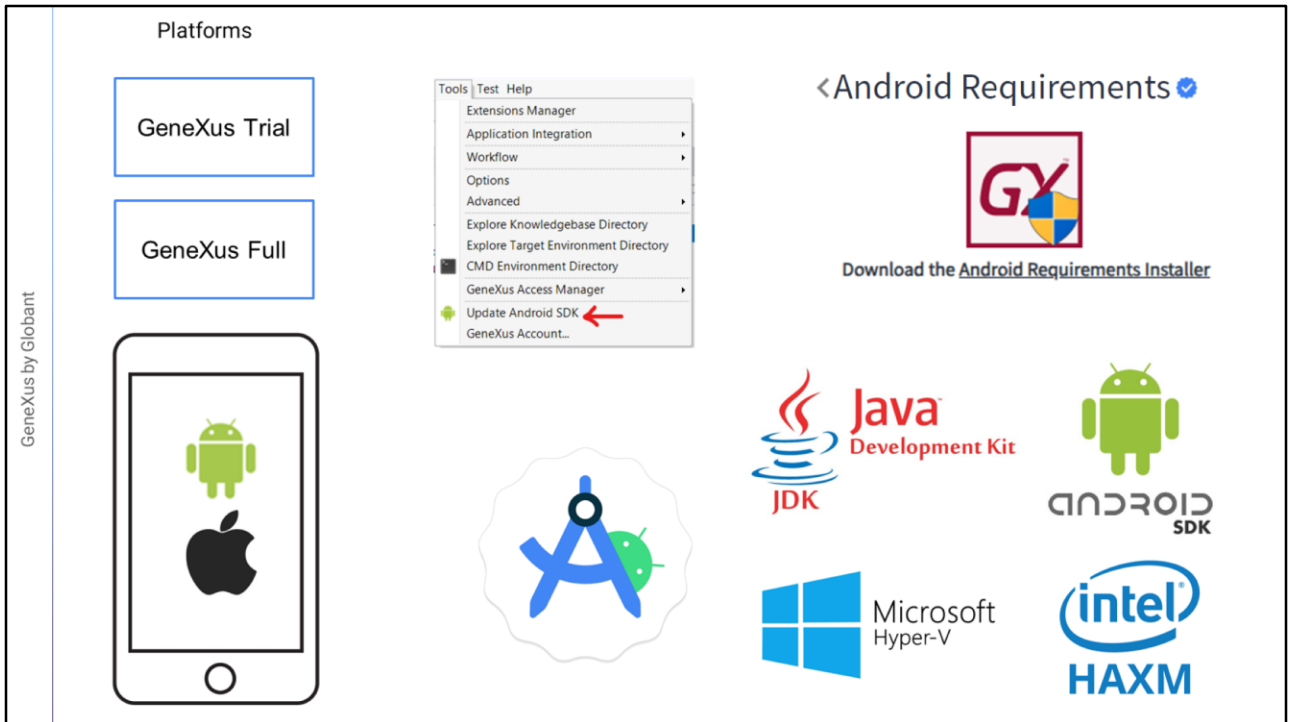 Platforms
GeneXus Trial
GeneXus Full
GeneXus by Globant
Tools Test Help
Extensions Manager
Application Integration
Workflow
Options
Advanced
Explore Knowledgebase Directory
Explore Target Environment Directory
CMD Environment Directory
GeneXus Access Manager
Update Android SDK
GeneXus Account...
<Android Requirements
GX
Download the Android Requirements Installer
Java
Development Kit
JDK
ANDROID
SDK
Microsoft
Hyper-V
intel
HAXM